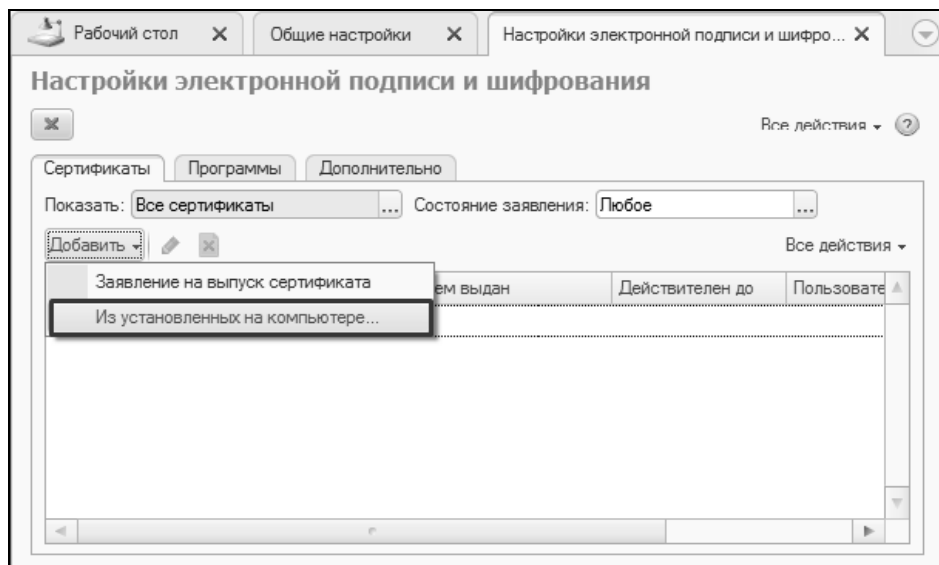 Рабочий стол Общие настройки Настройки электронной подписи и шифро...
Настройки электронной подписи и шифрования
Все действия
Сертификаты Программы Дополнительно
Показать: Все сертификаты ... Состояние заявления: Любое ...
Добавить Все действия
Заявление на выпуск сертификата
ем выдан Действителен до Пользовате
Из установленных на компьютере...